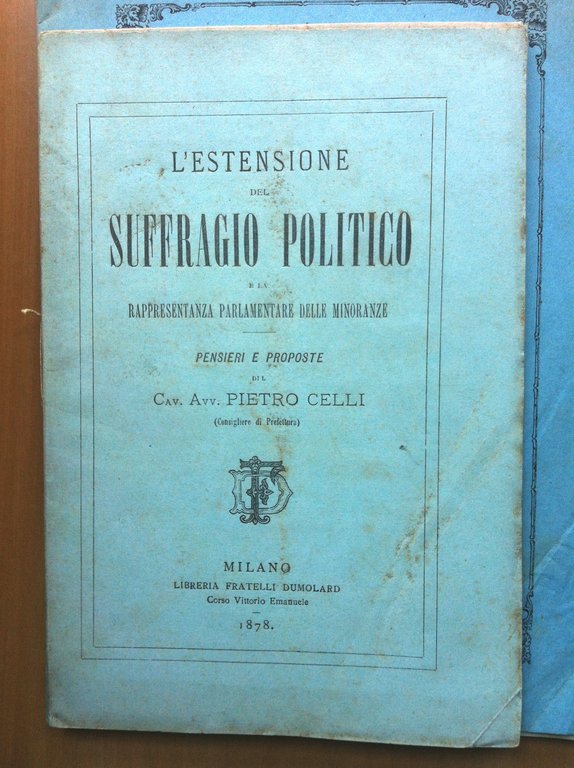 L'ESTENSIONE
DEL
SUFFRAGIO POLITICO
E LA
RAPPRESENTANZA PARLAMENTARE DELLE MINORANZE
PENSIERI E PROPOSTE
DI L
CAV. AVV. PIETRO CELLI
(Consigliere di Prefettura)
MILANO
LIBRERIA FRATELLI DUMOLARD
Corso Vittorio Emanuele
1878.